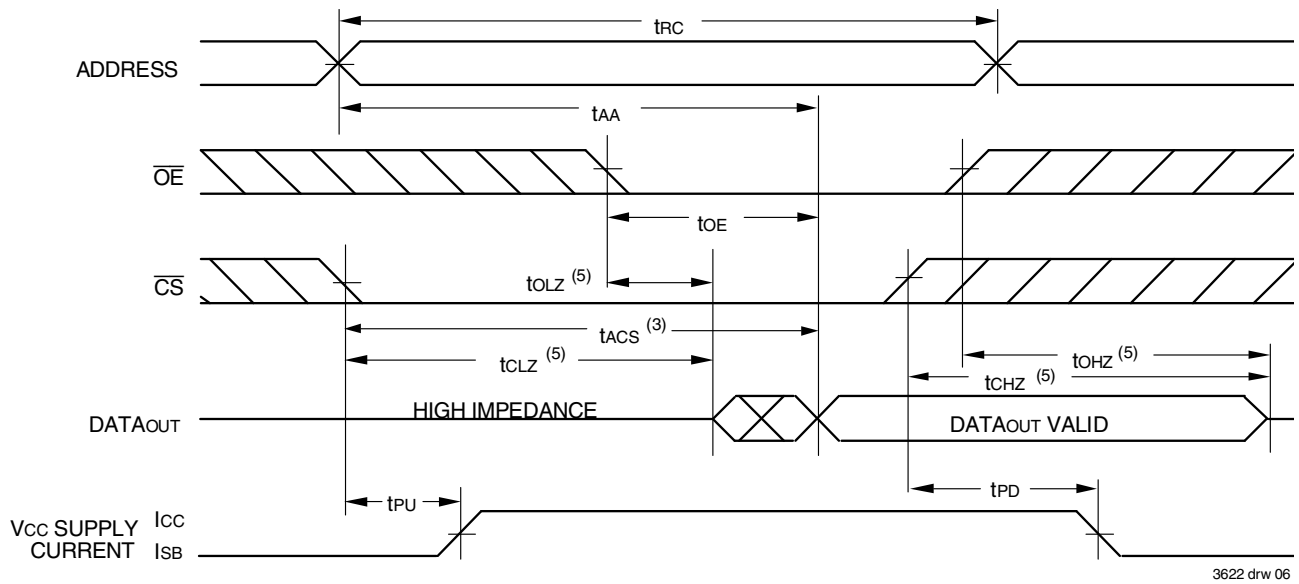 tRC
ADDRESS
tAA
OE
tOE
CS
tOLZ (5)
tACS (3)
tCLZ (5)
tOHZ (5)
tCHZ (5)
DATAOUT
HIGH IMPEDANCE
DATAOUT VALID
tPU
tPD
VCC SUPPLY
CURRENT
ICC
ISB
3622 drw 06